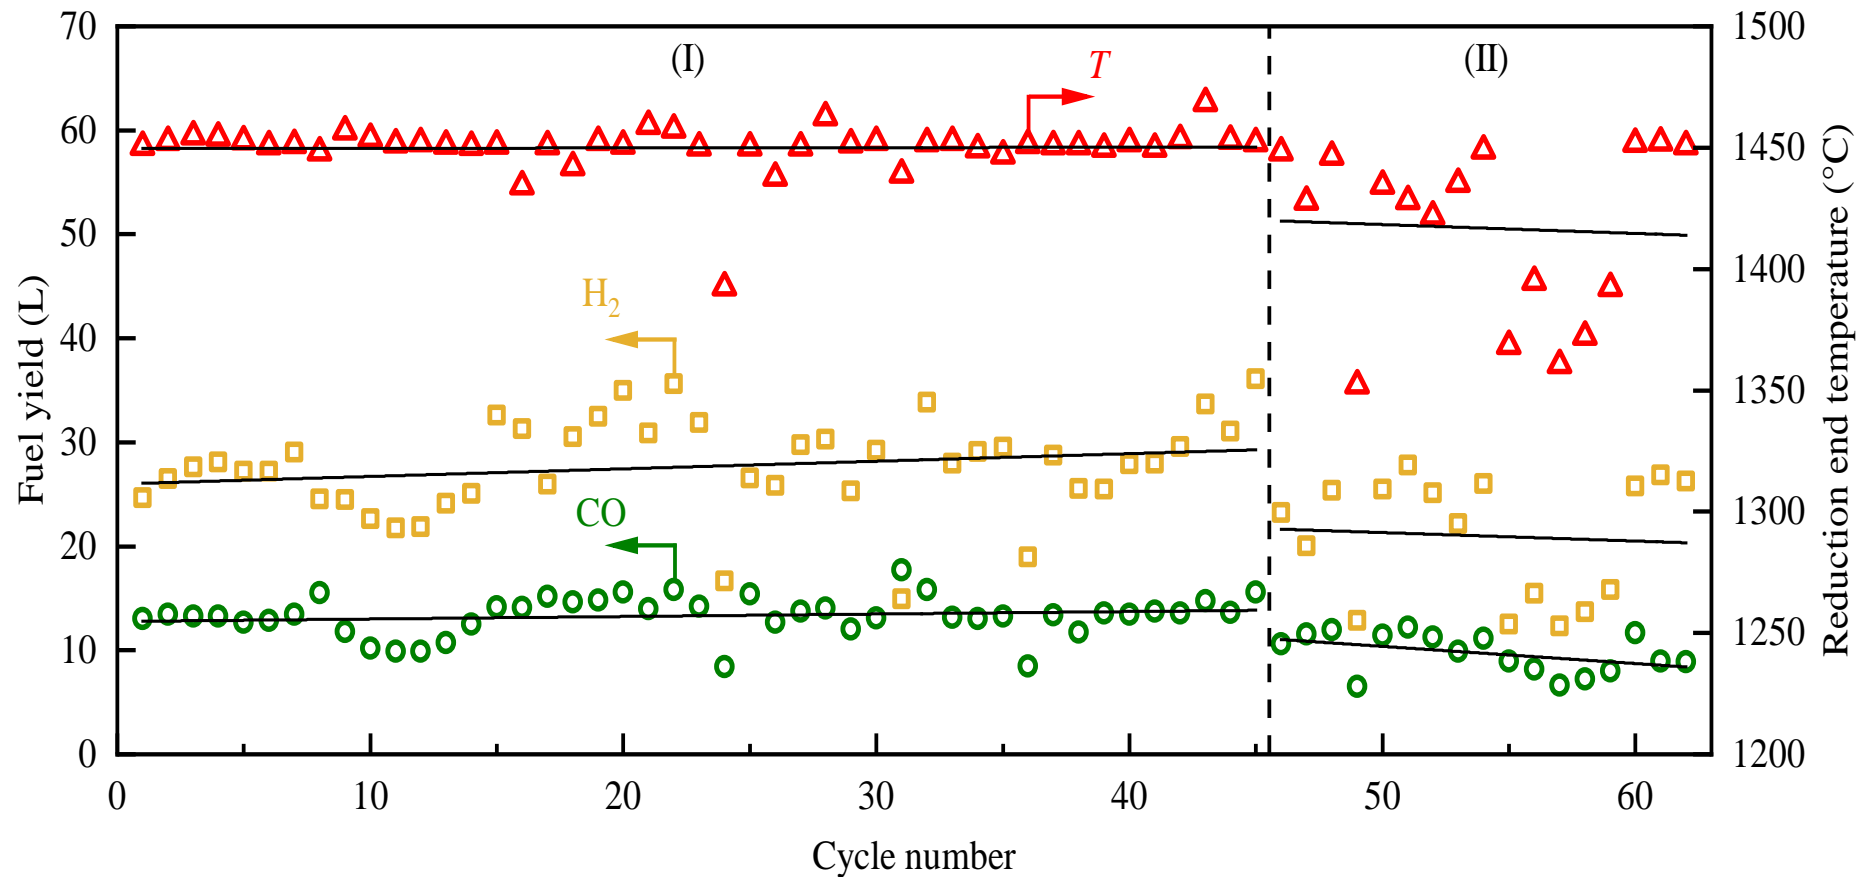 (I)
(II)
T
H₂
CO
70
60
50
40
30
20
10
0
Fuel yield (L)
1500
1450
1400
1350
1300
1250
1200
Reduction end temperature (°C)
0 10 20 30 40 50 60
Cycle number